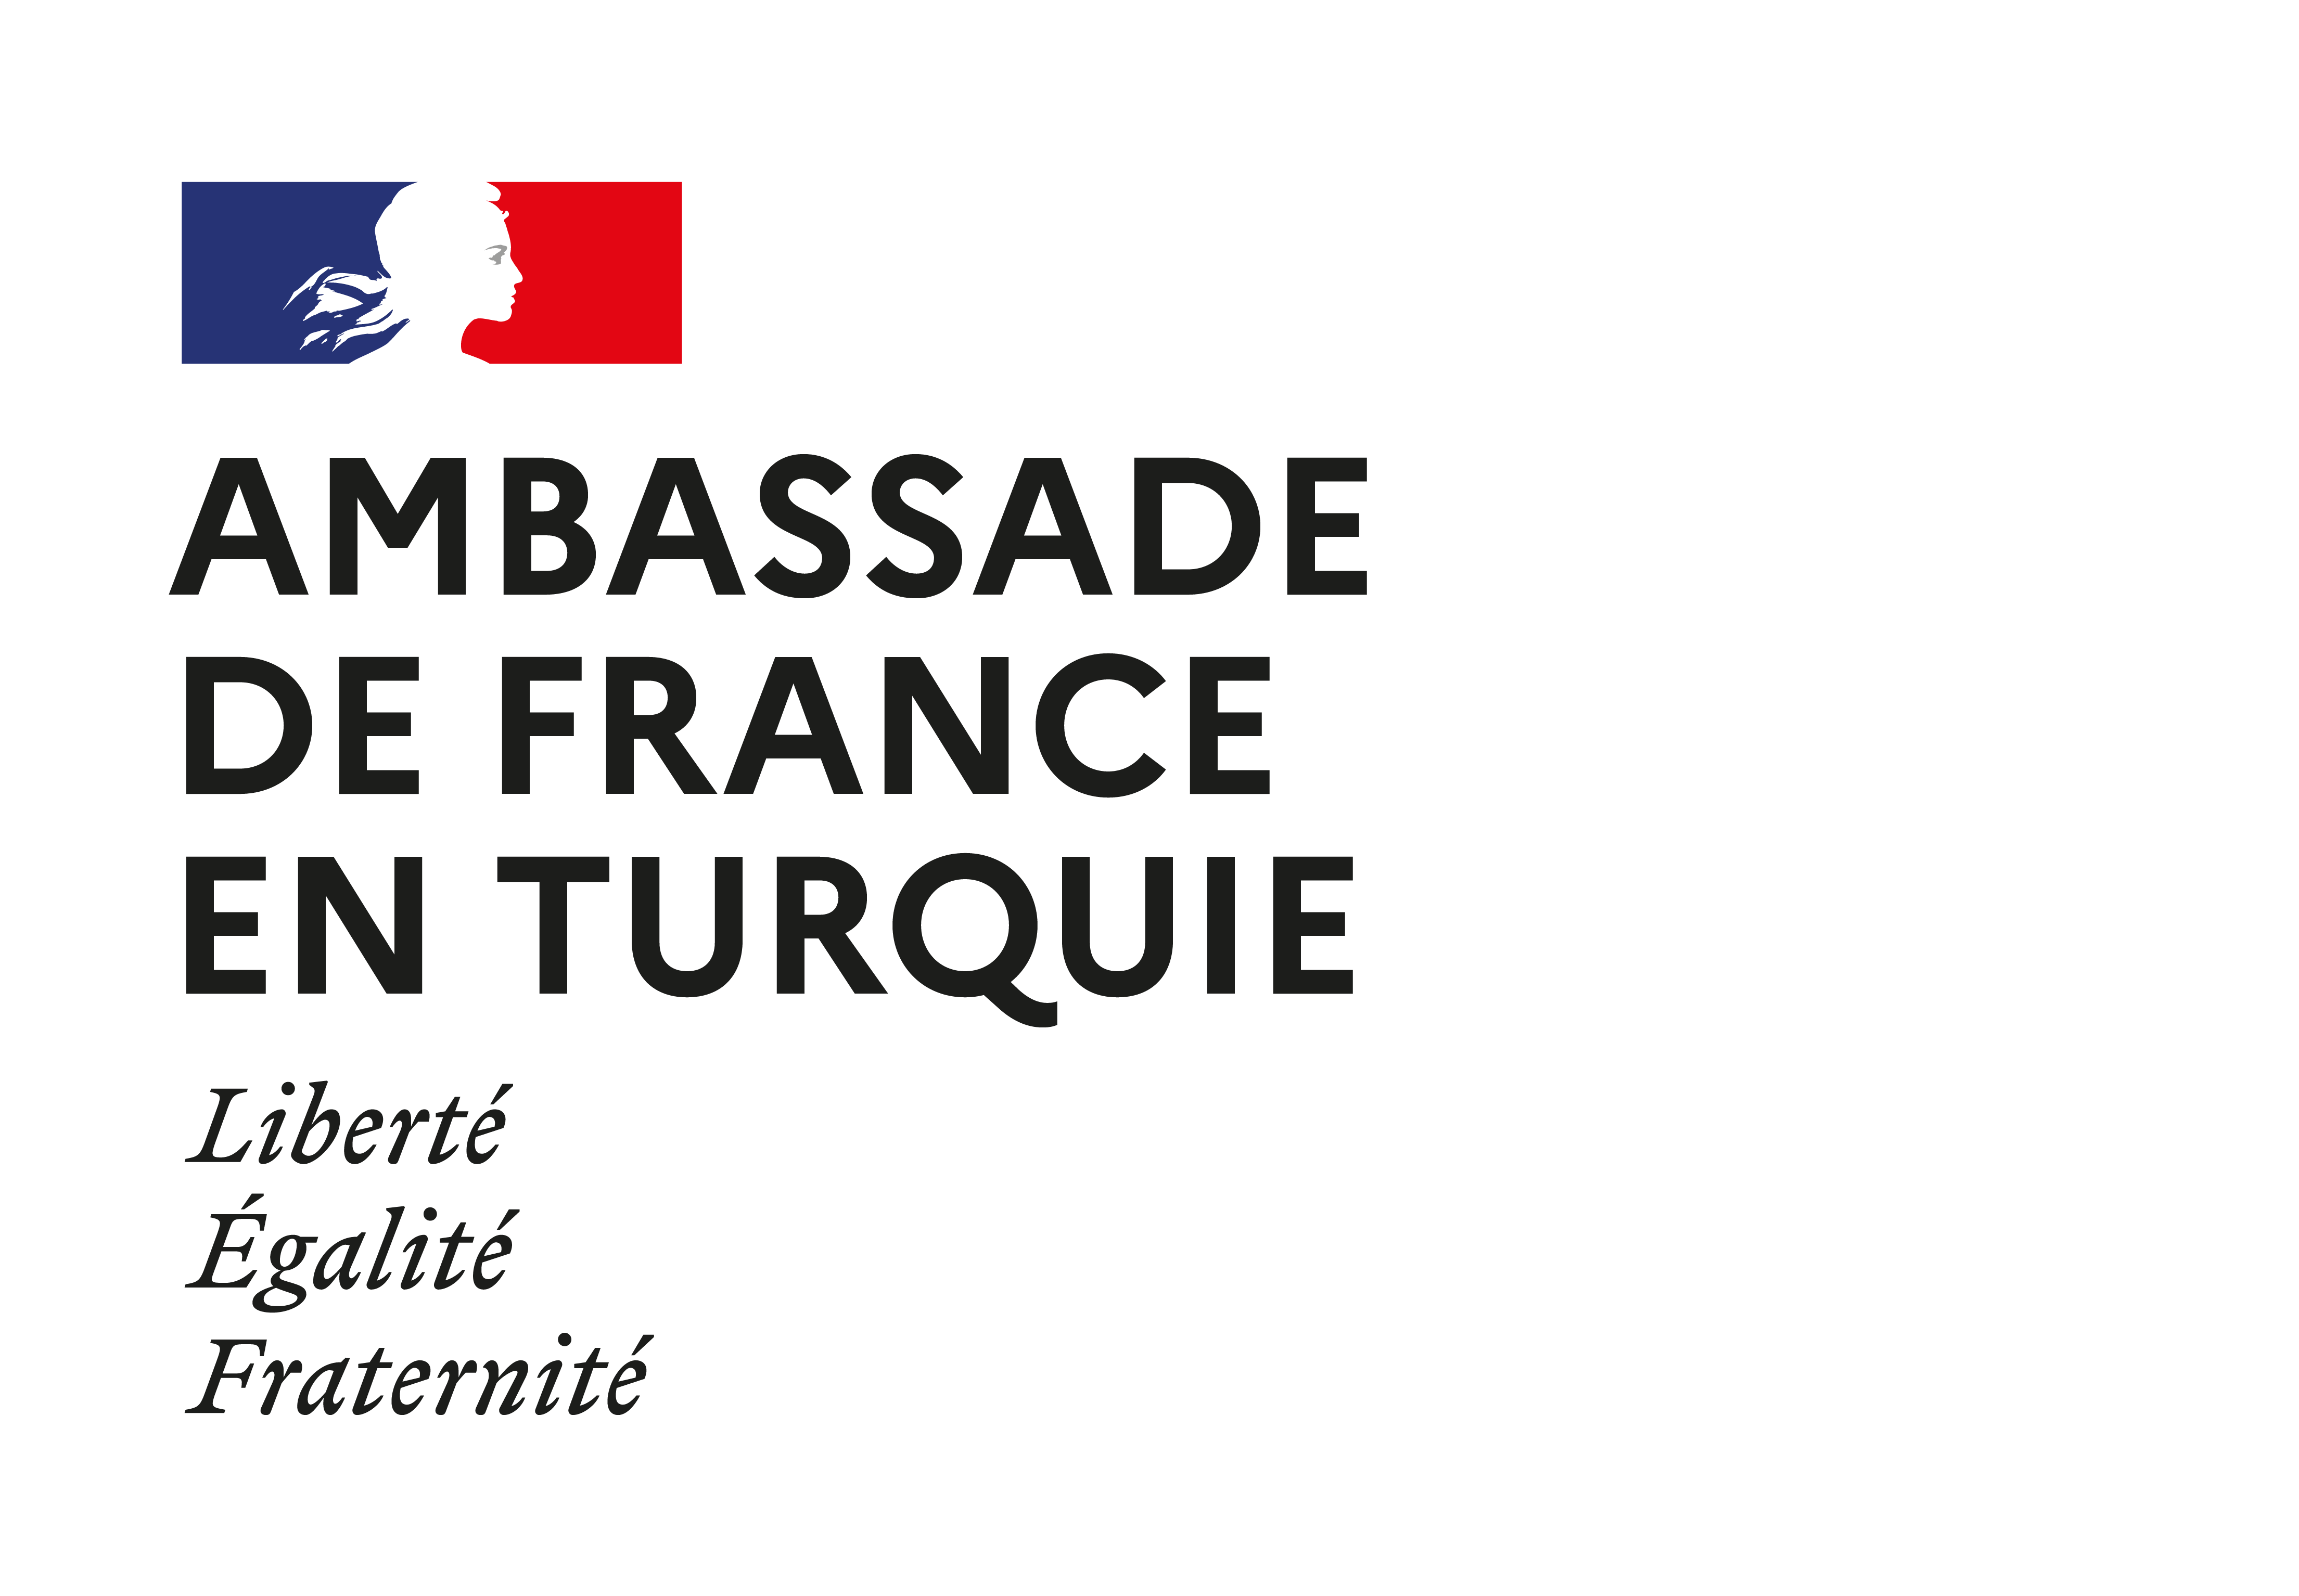 AMBASSADE
DE FRANCE
EN TURQUIE
Liberté
Égalité
Fraternité